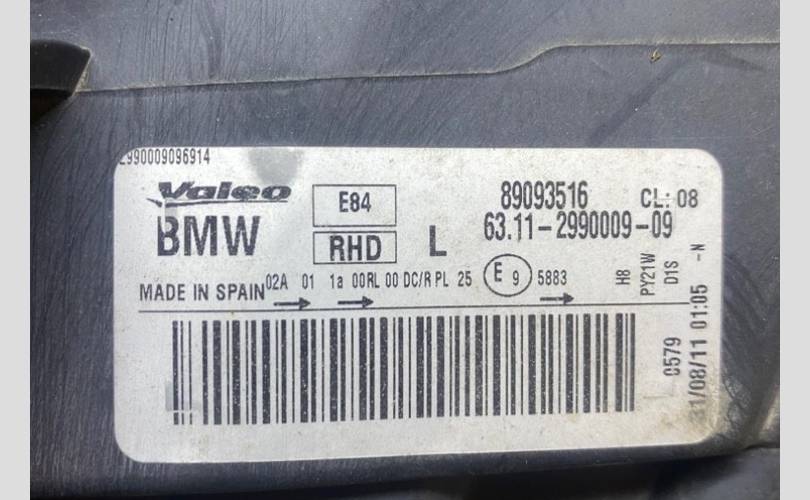 L990009096914
Valeo
BMW
E84
RHD
L
89093516
CL: 08
63.11-2990009-09
MADE IN SPAIN
02A 01 1a 00RL 00 DC/R PL 25
E 9
5883
H8
PY21W
D1S
-N
0579
31/08/11 01:05